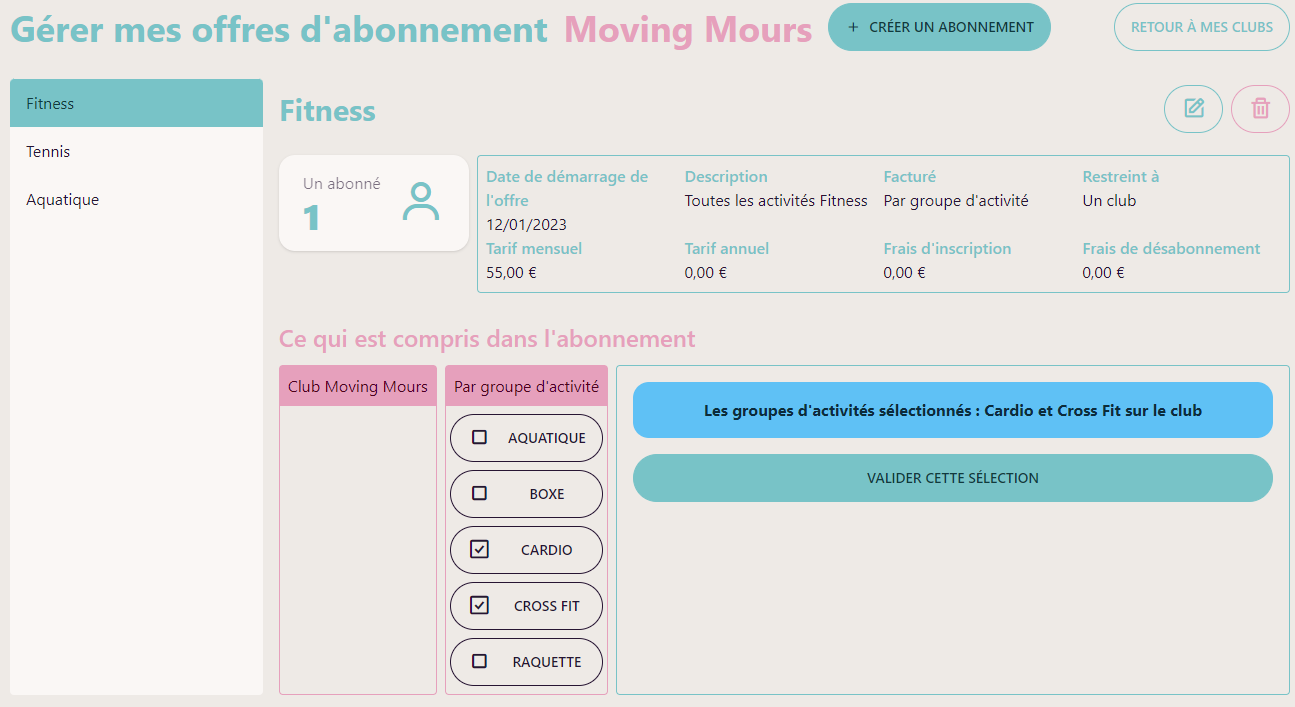 Gérer mes offres d'abonnement Moving Mours
+ CRÉER UN ABONNEMENT
RETOUR À MES CLUBS
Fitness
Tennis
Aquatique
Fitness
Un abonné
1
Date de démarrage de
l'offre
12/01/2023
Description
Toutes les activités Fitness
Facturé
Par groupe d'activité
Restreint à
Un club
Tarif mensuel
55,00 €
Tarif annuel
0,00 €
Frais d'inscription
0,00 €
Frais de désabonnement
0,00 €
Ce qui est compris dans l'abonnement
Club Moving Mours
Par groupe d'activité
AQUATIQUE
BOXE
CARDIO
CROSS FIT
RAQUETTE
Les groupes d'activités sélectionnés : Cardio et Cross Fit sur le club
VALIDER CETTE SÉLECTION